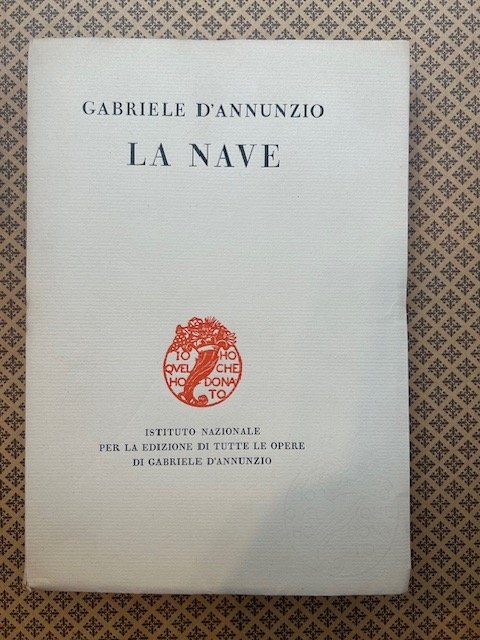 GABRIELE D'ANNUNZIO
LA NAVE
IO HO
QVEL CHE
HO DONA
TO
ISTITUTO NAZIONALE
PER LA EDIZIONE DI TUTTE LE OPERE
DI GABRIELE D'ANNUNZIO